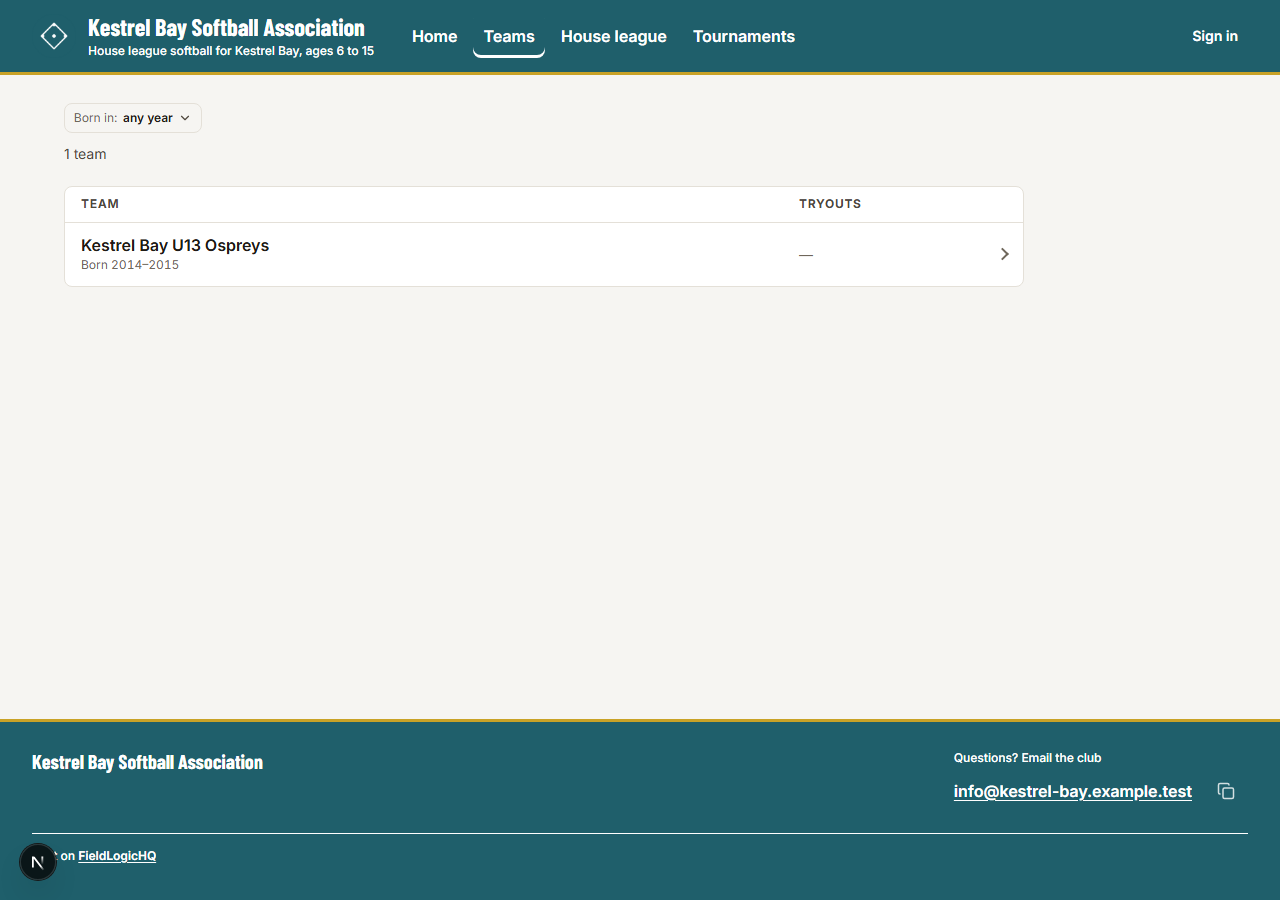 Kestrel Bay Softball Association
House league softball for Kestrel Bay, ages 6 to 15
Home
Teams
House league
Tournaments
Sign in
Born in: any year
1 team
TEAM
TRYOUTS
Kestrel Bay U13 Ospreys
Born 2014–2015
—
Kestrel Bay Softball Association
Questions? Email the club
info@kestrel-bay.example.test
on FieldLogicHQ
N